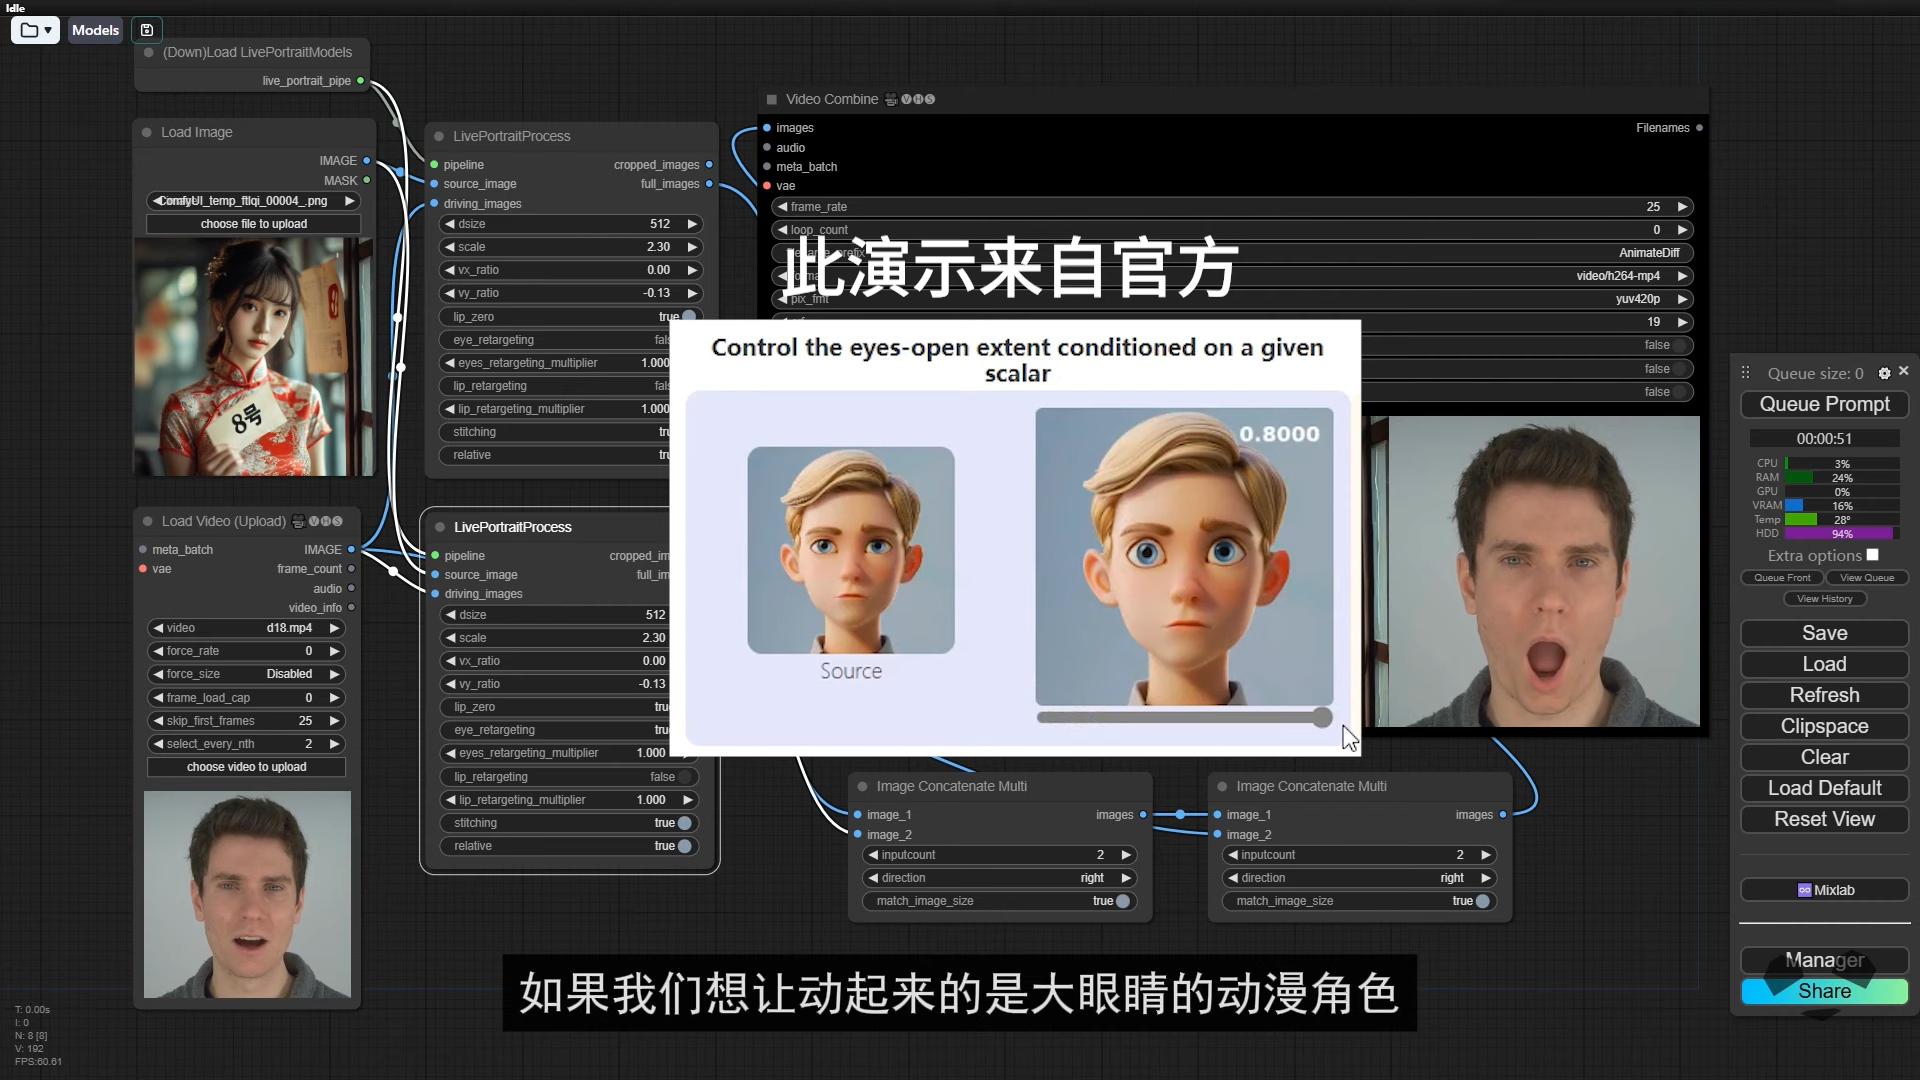 Idle
Models
(Down)Load LivePortraitModels
live_portrait_pipe
Load Image
IMAGE
MASK
ComfyUI_temp_ftlqi_00004_.png
choose file to upload
8号
LivePortraitProcess
pipeline
cropped_images
source_image
full_images
driving_images
dsize 512
scale 2.30
vx_ratio 0.00
vy_ratio -0.13
lip_zero true
eye_retargeting
eyes_retargeting_multiplier 1.000
lip_retargeting
lip_retargeting_multiplier 1.000
stitching
relative
Video Combine VHS
images
Filenames
audio
meta_batch
vae
frame_rate 25
loop_count 0
AnimateDiff
video/h264-mp4
pix_fmt yuv420p
19
false
false
false
此演示来自官方
Control the eyes-open extent conditioned on a given
scalar
0.8000
Source
Load Video (Upload) VHS
meta_batch
IMAGE
vae
frame_count
audio
video_info
video d18.mp4
force_rate 0
force_size Disabled
frame_load_cap 0
skip_first_frames 25
select_every_nth 2
choose video to upload
LivePortraitProcess
pipeline
source_image
driving_images
dsize 512
scale 2.30
vx_ratio 0.00
vy_ratio -0.13
lip_zero
eye_retargeting
eyes_retargeting_multiplier 1.000
lip_retargeting false
lip_retargeting_multiplier 1.000
stitching true
relative true
Image Concatenate Multi
image_1
images
image_2
inputcount 2
direction right
match_image_size true
Image Concatenate Multi
image_1
images
image_2
inputcount 2
direction right
match_image_size true
Queue size: 0
Queue Prompt
00:00:51
CPU 3%
RAM 24%
GPU 0%
VRAM 16%
Temp 28°
HDD 94%
Extra options
Queue Front
View Queue
View History
Save
Load
Refresh
Clipspace
Clear
Load Default
Reset View
Mixlab
Manager
Share
如果我们想让动起来的是大眼睛的动漫角色
T: 0.00s
I: 0
N: 8 [8]
V: 192
FPS:60.61